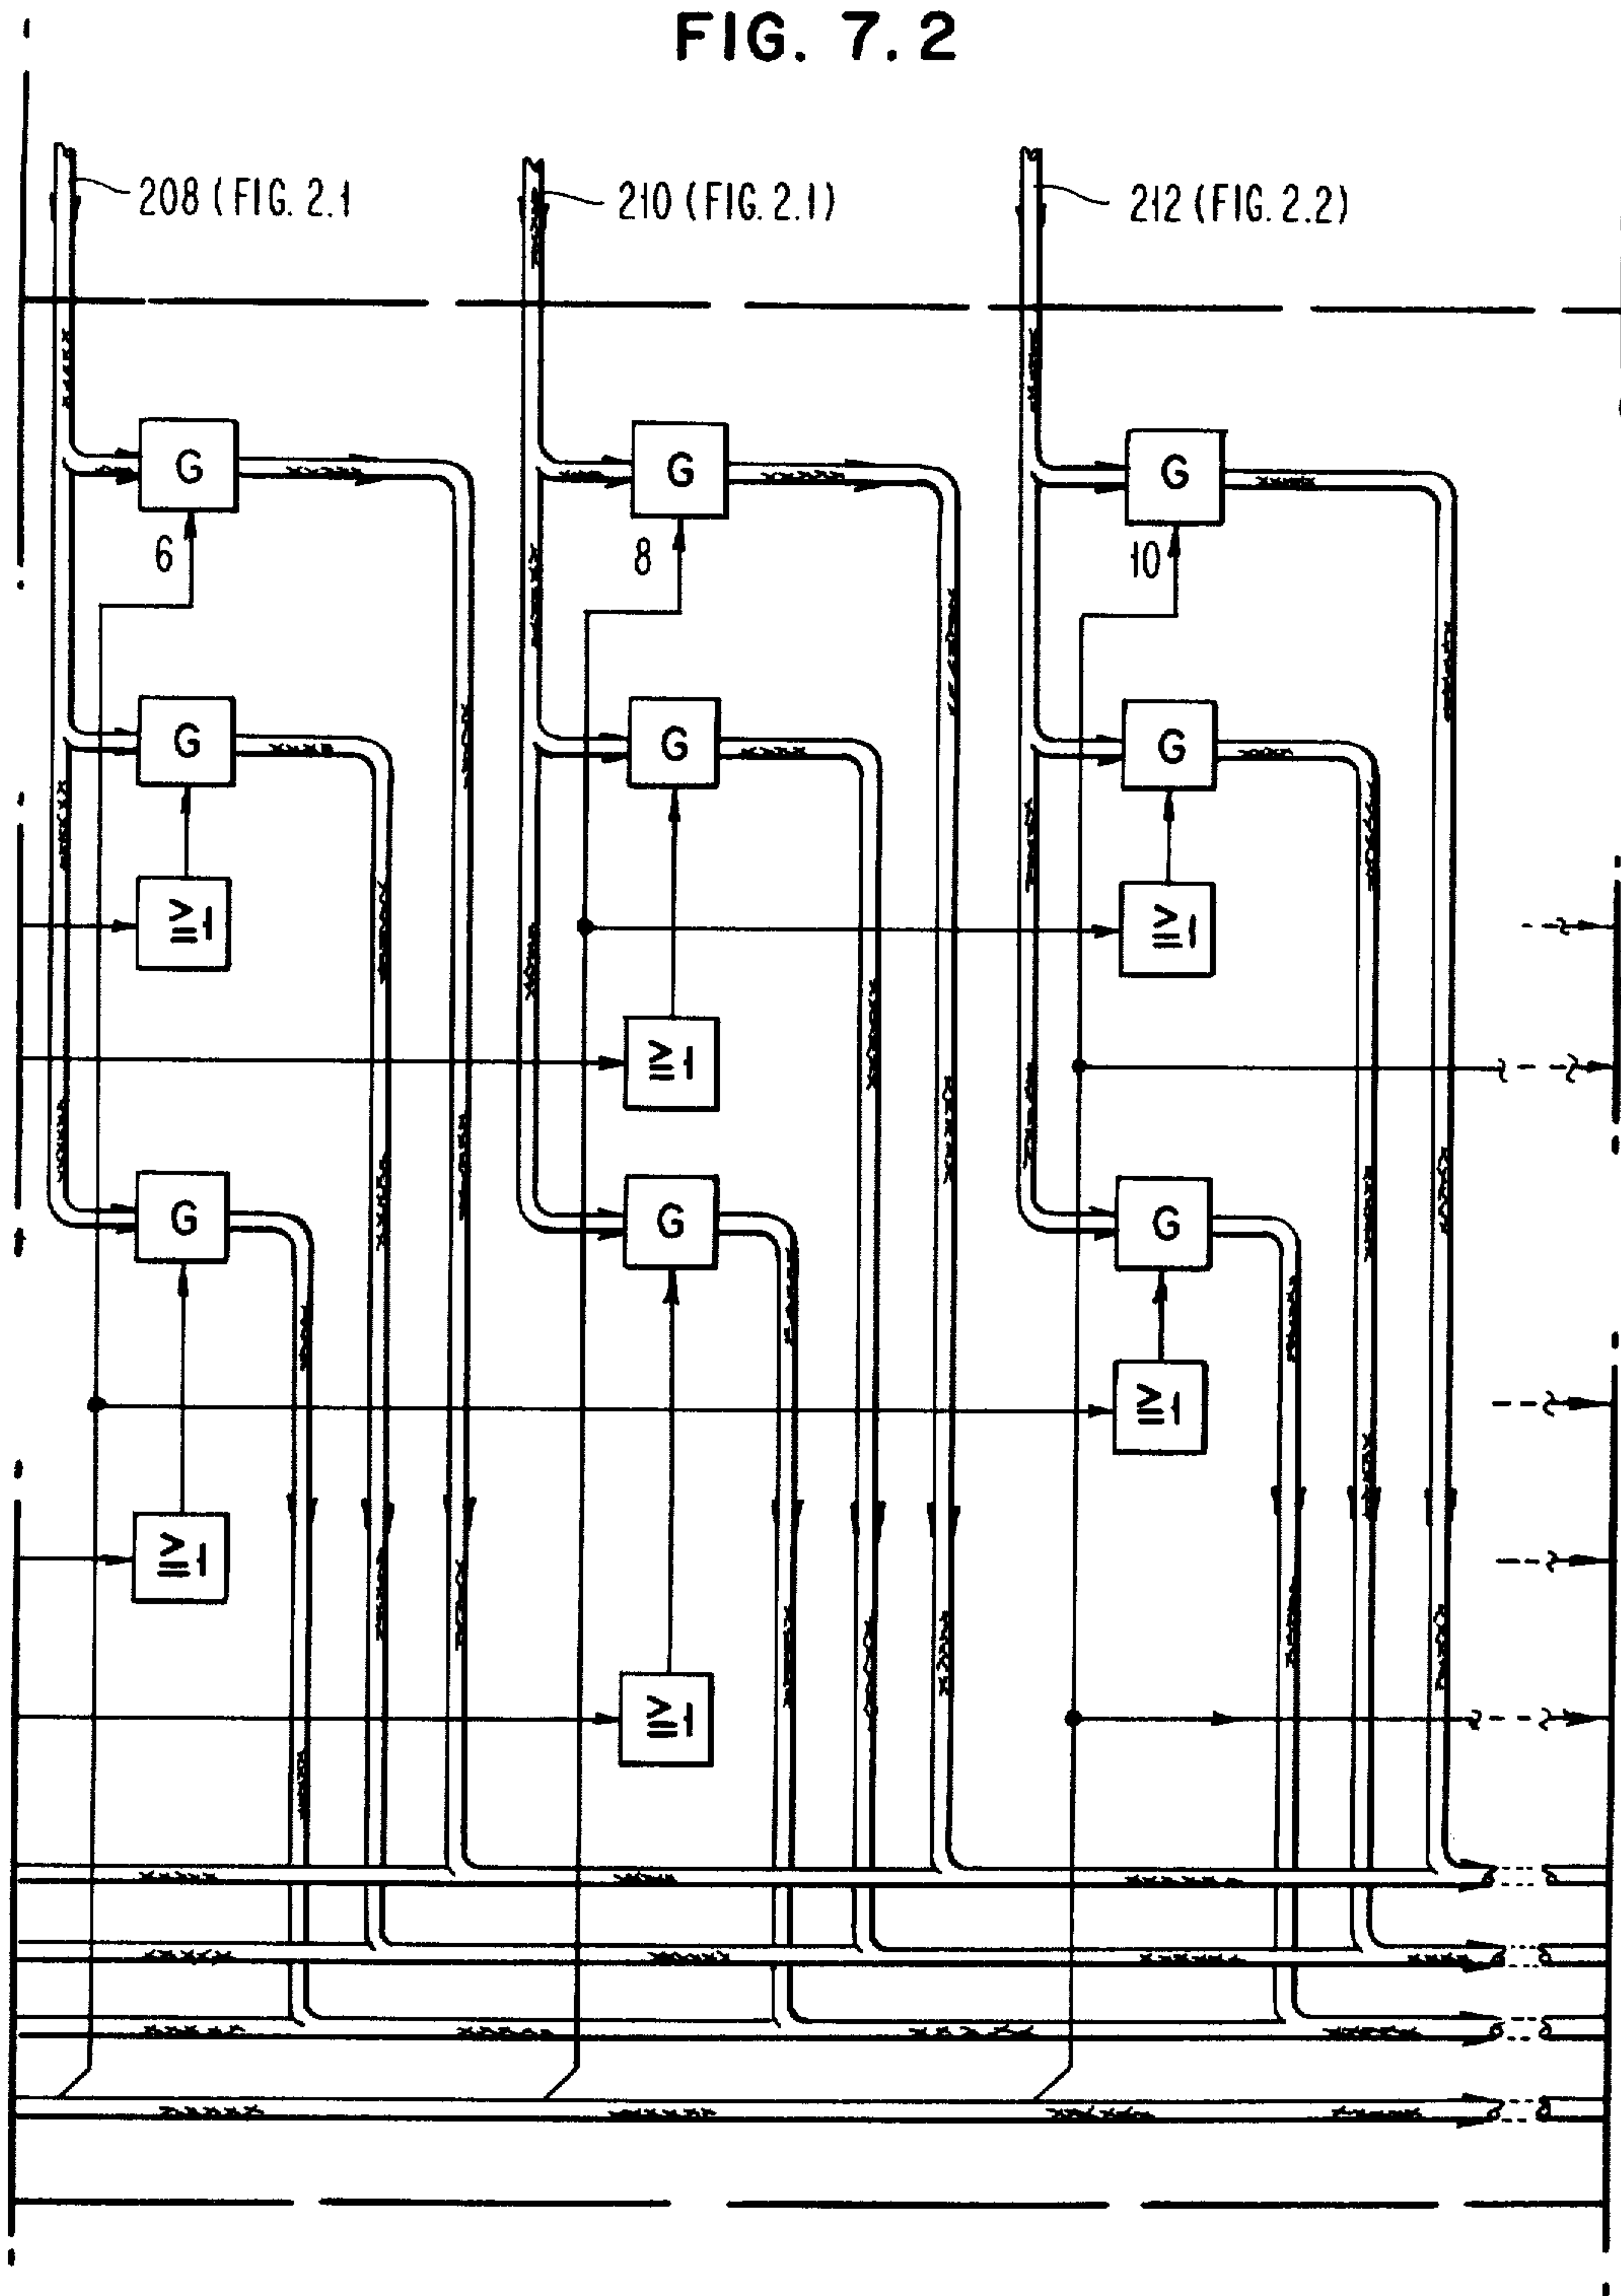 FIG. 7.2
208 (FIG. 2.1
210 (FIG. 2.1)
212 (FIG. 2.2)
G
G
G
6
8
10
G
G
G
≥1
≥1
≥1
G
G
G
≥1
≥1
≥1